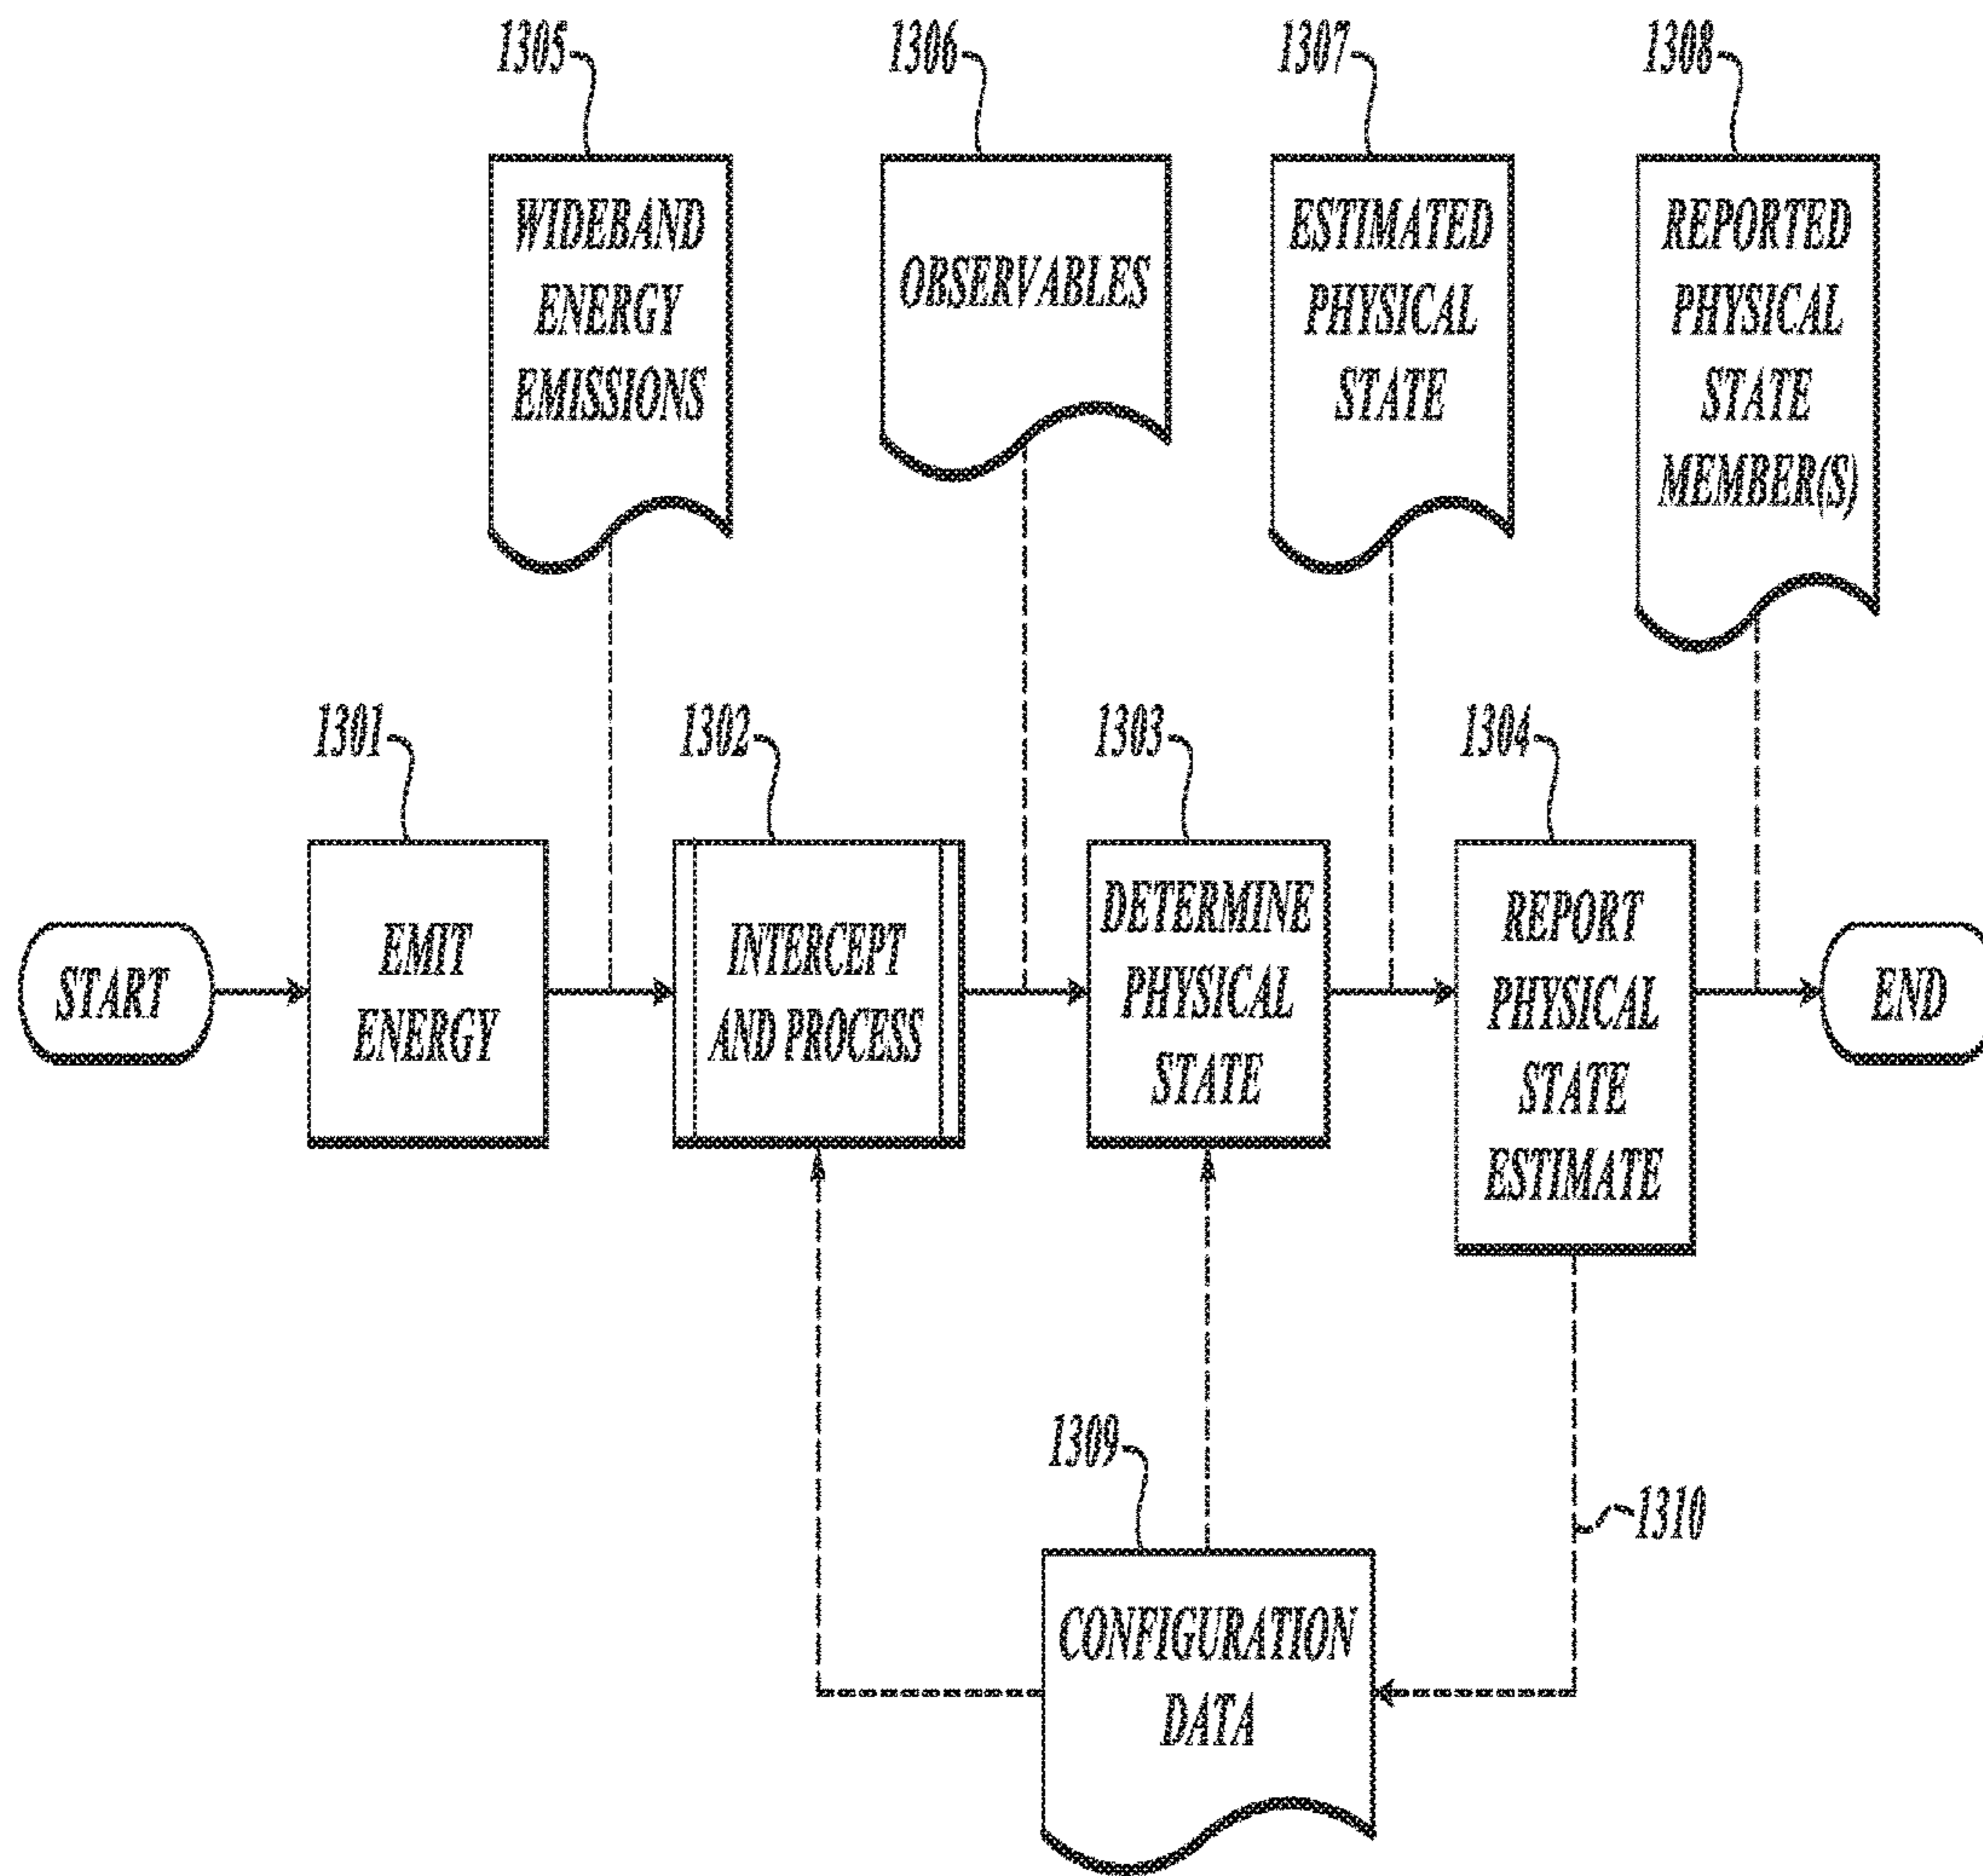 1305
1306
1307
1308
WIDEBAND
ENERGY
EMISSIONS
OBSERVABLES
ESTIMATED
PHYSICAL
STATE
REPORTED
PHYSICAL
STATE
MEMBER(S)
1301
1302
1303
1304
START
EMIT
ENERGY
INTERCEPT
AND PROCESS
DETERMINE
PHYSICAL
STATE
REPORT
PHYSICAL
STATE
ESTIMATE
END
1309
1310
CONFIGURATION
DATA